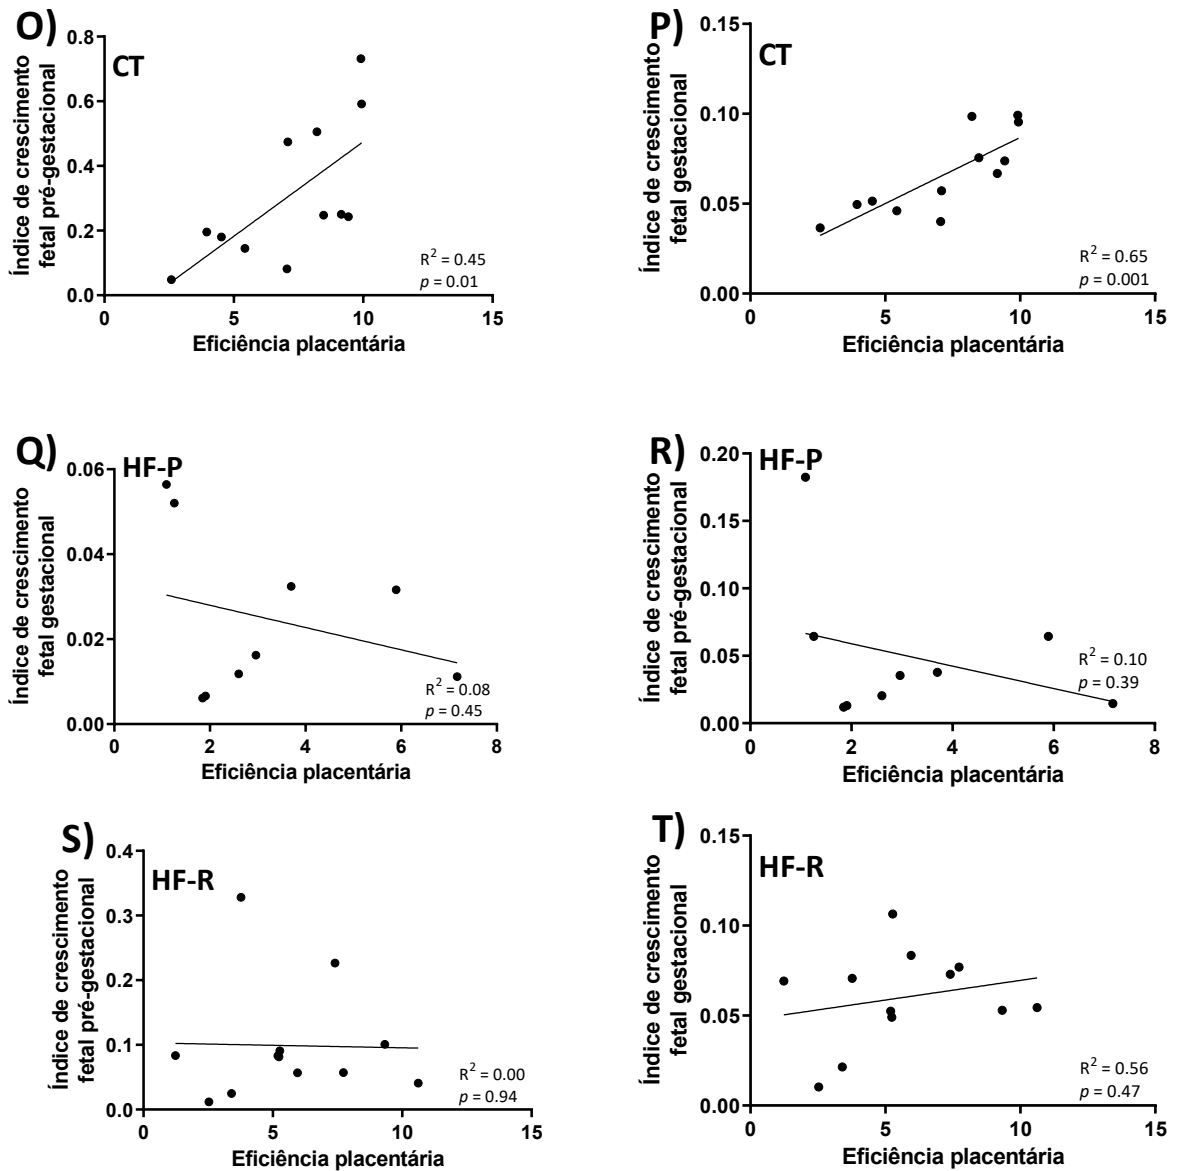 O)
CT
Índice de crescimento
fetal pré-gestacional
0.8
0.6
0.4
0.2
0.0
0 5 10 15
Eficiência placentária
R² = 0.45
p = 0.01
P)
CT
Índice de crescimento
fetal gestacional
0.15
0.10
0.05
0.00
0 5 10 15
Eficiência placentária
R² = 0.65
p = 0.001
Q)
HF-P
Índice de crescimento
fetal gestacional
0.06
0.04
0.02
0.00
0 2 4 6 8
Eficiência placentária
R² = 0.08
p = 0.45
R)
HF-P
Índice de crescimento
fetal pré-gestacional
0.20
0.15
0.10
0.05
0.00
0 2 4 6 8
Eficiência placentária
R² = 0.10
p = 0.39
S)
HF-R
Índice de crescimento
fetal pré-gestacional
0.4
0.3
0.2
0.1
0.0
0 5 10 15
Eficiência placentária
R² = 0.00
p = 0.94
T)
HF-R
Índice de crescimento
fetal gestacional
0.15
0.10
0.05
0.00
0 5 10 15
Eficiência placentária
R² = 0.56
p = 0.47